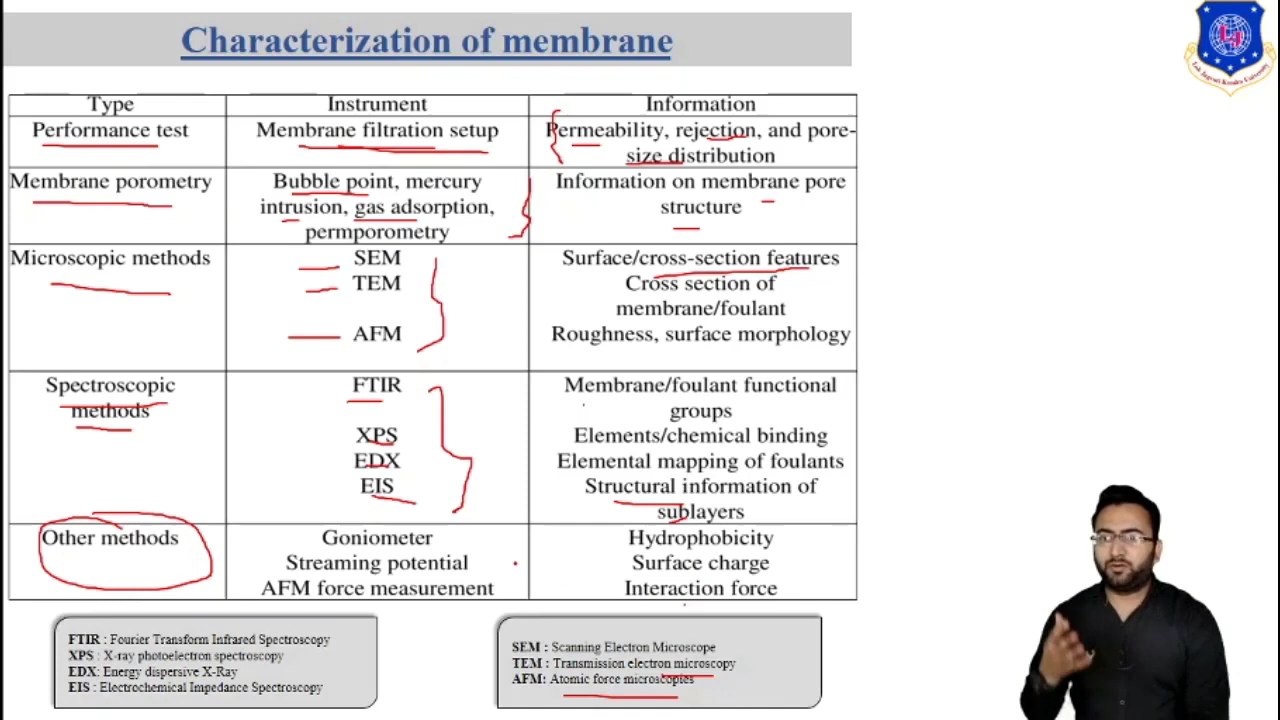 Characterization of membrane
Type Instrument Information
Performance test Membrane filtration setup Permeability, rejection, and pore-
size distribution
Membrane porometry Bubble point, mercury Information on membrane pore
intrusion, gas adsorption, structure
permporometry
Microscopic methods SEM Surface/cross-section features
TEM Cross section of
membrane/foulant
AFM Roughness, surface morphology
Spectroscopic FTIR Membrane/foulant functional
methods groups
XPS Elements/chemical binding
EDX Elemental mapping of foulants
EIS Structural information of
sublayers
Other methods Goniometer Hydrophobicity
Streaming potential Surface charge
AFM force measurement Interaction force
FTIR : Fourier Transform Infrared Spectroscopy
XPS : X-ray photoelectron spectroscopy
EDX: Energy dispersive X-Ray
EIS : Electrochemical Impedance Spectroscopy
SEM : Scanning Electron Microscope
TEM : Transmission electron microscopy
AFM: Atomic force microscopies
Lok Jagruti Kendra University